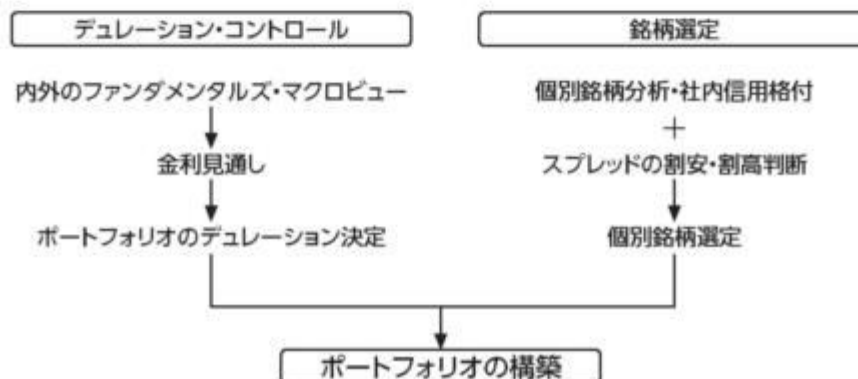 デュレーション・コントロール
内外のファンダメンタルズ・マクロビュー
金利見通し
ポートフォリオのデュレーション決定
銘柄選定
個別銘柄分析・社内信用格付
+
スプレッドの割安・割高判断
個別銘柄選定
ポートフォリオの構築